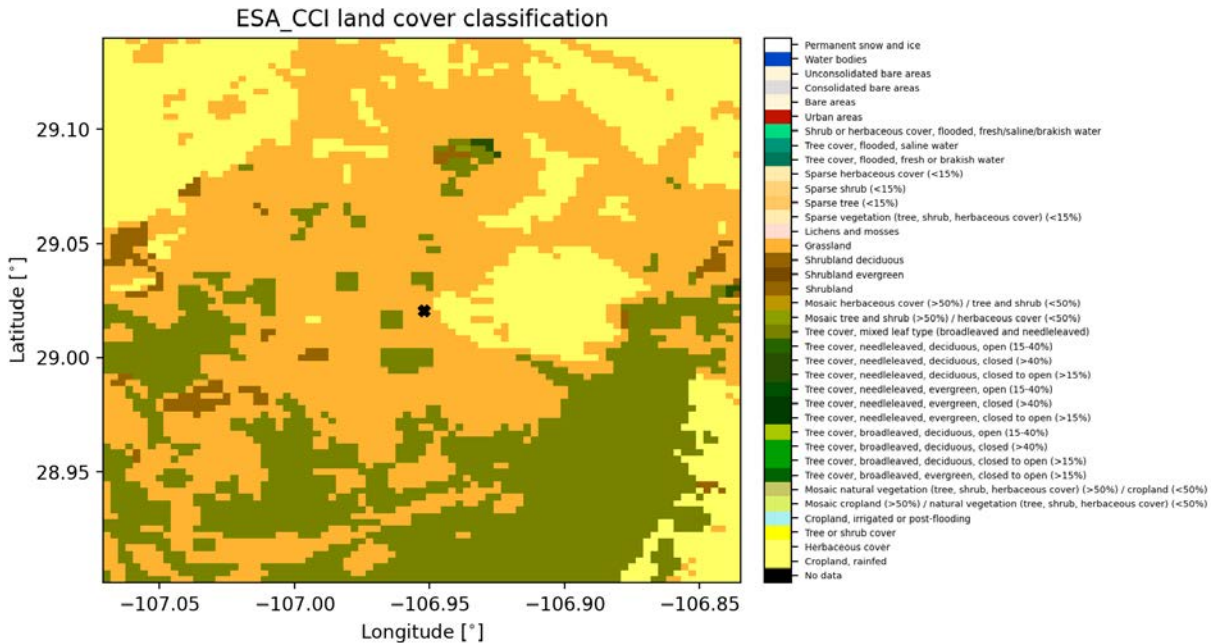 ESA_CCI land cover classification
Latitude [°]
29.10
29.05
29.00
28.95
−107.05
−107.00
−106.95
−106.90
−106.85
Longitude [°]
Permanent snow and ice
Water bodies
Unconsolidated bare areas
Consolidated bare areas
Bare areas
Urban areas
Shrub or herbaceous cover, flooded, fresh/saline/brakish water
Tree cover, flooded, saline water
Tree cover, flooded, fresh or brakish water
Sparse herbaceous cover (<15%)
Sparse shrub (<15%)
Sparse tree (<15%)
Sparse vegetation (tree, shrub, herbaceous cover) (<15%)
Lichens and mosses
Grassland
Shrubland deciduous
Shrubland evergreen
Shrubland
Mosaic herbaceous cover (>50%) / tree and shrub (<50%)
Mosaic tree and shrub (>50%) / herbaceous cover (<50%)
Tree cover, mixed leaf type (broadleaved and needleleaved)
Tree cover, needleleaved, deciduous, open (15-40%)
Tree cover, needleleaved, deciduous, closed (>40%)
Tree cover, needleleaved, deciduous, closed to open (>15%)
Tree cover, needleleaved, evergreen, open (15-40%)
Tree cover, needleleaved, evergreen, closed (>40%)
Tree cover, needleleaved, evergreen, closed to open (>15%)
Tree cover, broadleaved, deciduous, open (15-40%)
Tree cover, broadleaved, deciduous, closed (>40%)
Tree cover, broadleaved, deciduous, closed to open (>15%)
Tree cover, broadleaved, evergreen, closed to open (>15%)
Mosaic natural vegetation (tree, shrub, herbaceous cover) (>50%) / cropland (<50%)
Mosaic cropland (>50%) / natural vegetation (tree, shrub, herbaceous cover) (<50%)
Cropland, irrigated or post-flooding
Tree or shrub cover
Herbaceous cover
Cropland, rainfed
No data